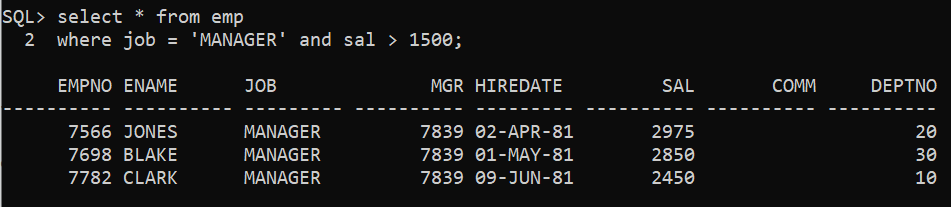 SQL> select * from emp
  2  where job = 'MANAGER' and sal > 1500;

     EMPNO ENAME      JOB              MGR HIREDATE         SAL       COMM     DEPTNO
---------- ---------- --------- ---------- --------- ---------- ---------- ----------
      7566 JONES      MANAGER         7839 02-APR-81       2975                    20
      7698 BLAKE      MANAGER         7839 01-MAY-81       2850                    30
      7782 CLARK      MANAGER         7839 09-JUN-81       2450                    10